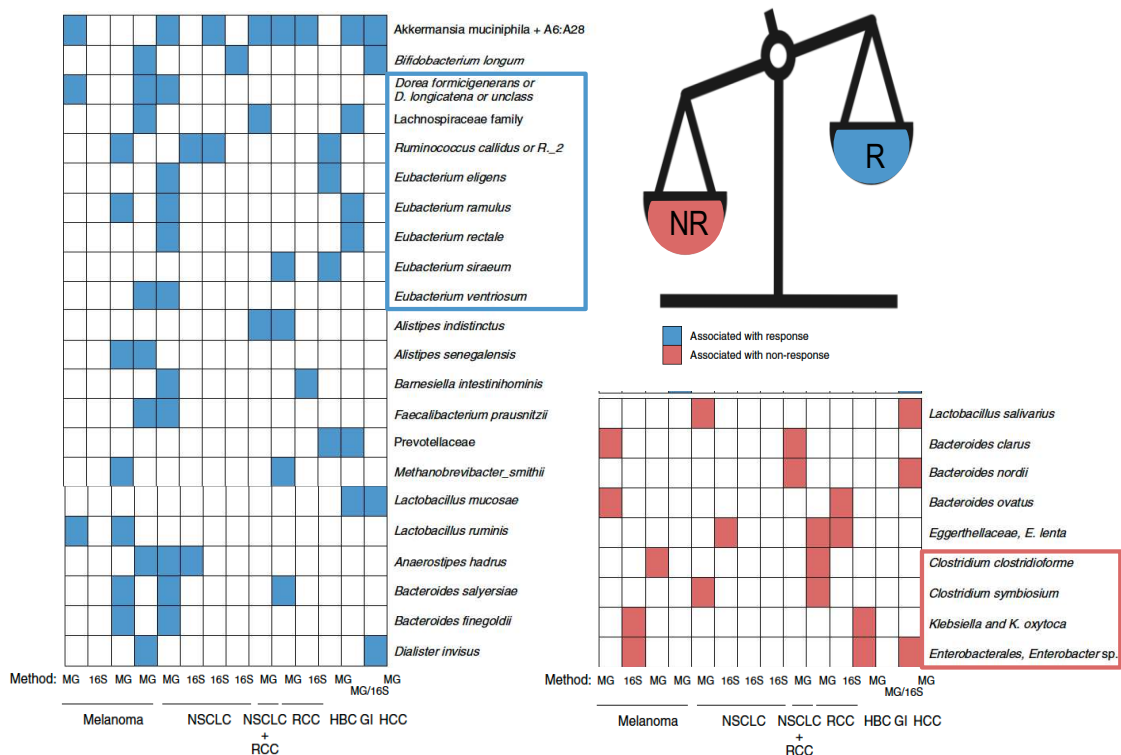 Akkermansia muciniphila + A6:A28
Bifidobacterium longum
Dorea formicigenerans or
D. longicatena or unclass
Lachnospiraceae family
Ruminococcus callidus or R._2
Eubacterium eligens
Eubacterium ramulus
Eubacterium rectale
Eubacterium siraeum
Eubacterium ventriosum
Alistipes indistinctus
Alistipes senegalensis
Barnesiella intestinihominis
Faecalibacterium prausnitzii
Prevotellaceae
Methanobrevibacter_smithii
Lactobacillus mucosae
Lactobacillus ruminis
Anaerostipes hadrus
Bacteroides salyersiae
Bacteroides finegoldii
Dialister invisus
Method: MG 16S MG MG MG 16S 16S 16S MG MG 16S MG MG
MG/16S
Melanoma NSCLC NSCLC RCC HBC GI HCC
+
RCC
NR
R
Associated with response
Associated with non-response
Lactobacillus salivarius
Bacteroides clarus
Bacteroides nordii
Bacteroides ovatus
Eggerthellaceae, E. lenta
Clostridium clostridioforme
Clostridium symbiosium
Klebsiella and K. oxytoca
Enterobacterales, Enterobacter sp.
Method: MG 16S MG MG MG 16S 16S 16S MG MG 16S MG MG
MG/16S
Melanoma NSCLC NSCLC RCC HBC GI HCC
+
RCC